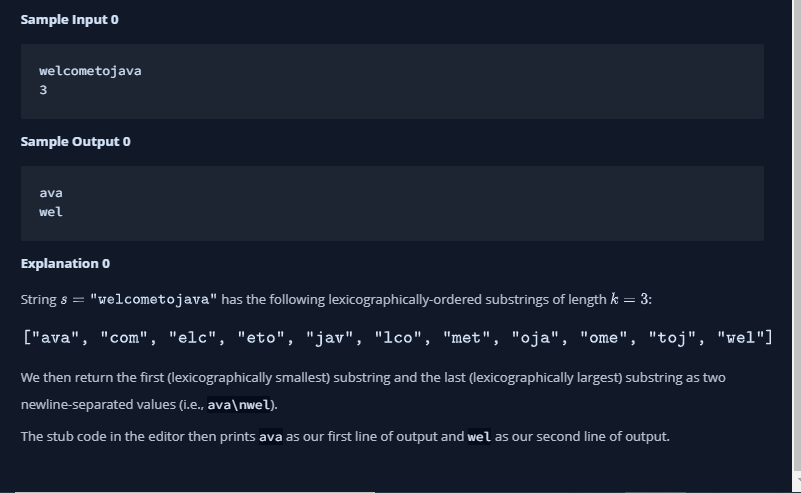 Sample Input 0
welcometojava
3
Sample Output 0
ava
wel
Explanation 0
String s = "welcometojava" has the following lexicographically-ordered substrings of length k = 3:
["ava", "com", "elc", "eto", "jav", "lco", "met", "oja", "ome", "toj", "wel"]
We then return the first (lexicographically smallest) substring and the last (lexicographically largest) substring as two
newline-separated values (i.e., ava\nwel).
The stub code in the editor then prints ava as our first line of output and wel as our second line of output.